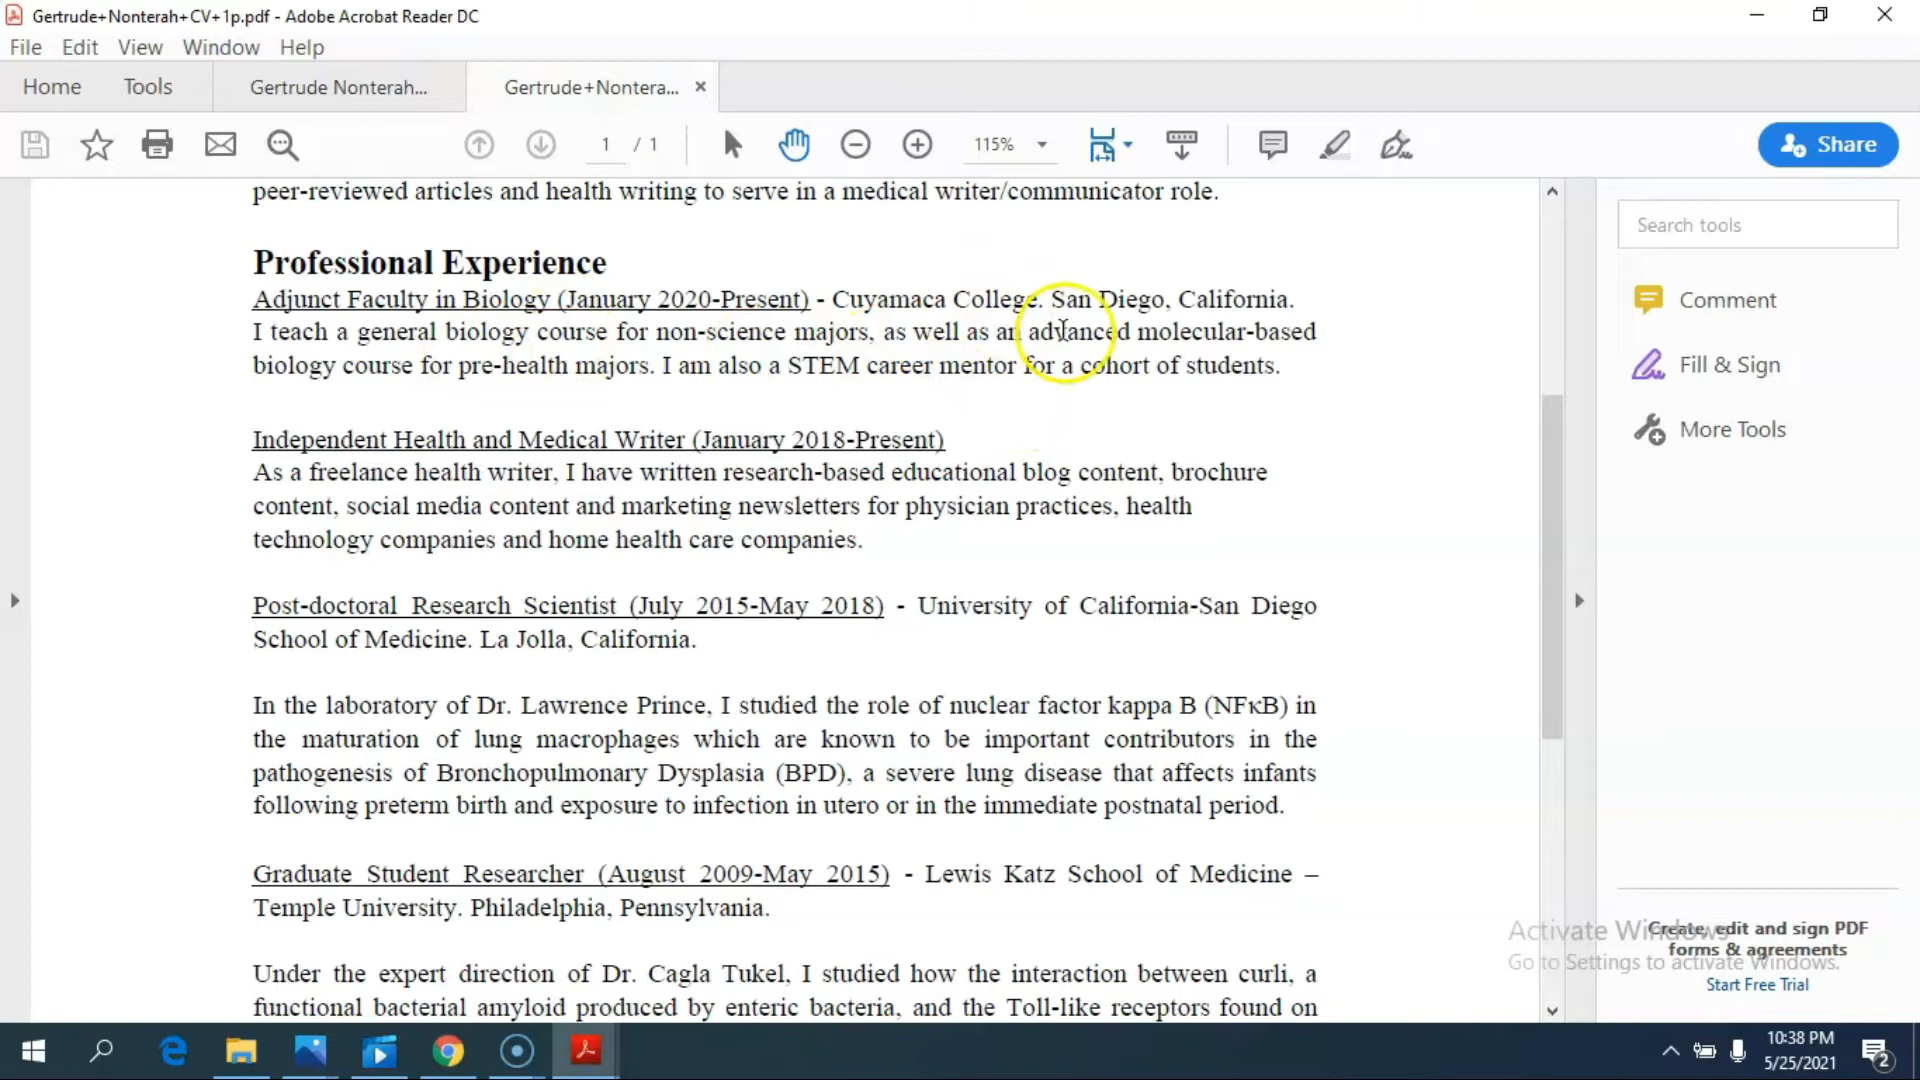 Gertrude+Nonterah+CV+1p.pdf - Adobe Acrobat Reader DC
File Edit View Window Help
Home Tools Gertrude Nonterah... Gertrude+Nontera... ×
1 / 1 115% Share
peer-reviewed articles and health writing to serve in a medical writer/communicator role.
Professional Experience
Adjunct Faculty in Biology (January 2020-Present) - Cuyamaca College. San Diego, California.
I teach a general biology course for non-science majors, as well as an advanced molecular-based
biology course for pre-health majors. I am also a STEM career mentor for a cohort of students.
Independent Health and Medical Writer (January 2018-Present)
As a freelance health writer, I have written research-based educational blog content, brochure
content, social media content and marketing newsletters for physician practices, health
technology companies and home health care companies.
Post-doctoral Research Scientist (July 2015-May 2018) - University of California-San Diego
School of Medicine. La Jolla, California.
In the laboratory of Dr. Lawrence Prince, I studied the role of nuclear factor kappa B (NFκB) in
the maturation of lung macrophages which are known to be important contributors in the
pathogenesis of Bronchopulmonary Dysplasia (BPD), a severe lung disease that affects infants
following preterm birth and exposure to infection in utero or in the immediate postnatal period.
Graduate Student Researcher (August 2009-May 2015) - Lewis Katz School of Medicine –
Temple University. Philadelphia, Pennsylvania.
Under the expert direction of Dr. Cagla Tukel, I studied how the interaction between curli, a
functional bacterial amyloid produced by enteric bacteria, and the Toll-like receptors found on
Search tools
Comment
Fill & Sign
More Tools
Create, edit and sign PDF
forms & agreements
Start Free Trial
Activate Windows
Go to Settings to activate Windows.
10:38 PM
5/25/2021
2